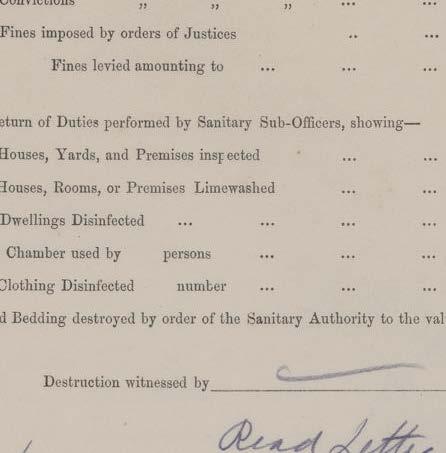 Convictions „ „ „ ... ...
Fines imposed by orders of Justices .. ...
Fines levied amounting to ... ... ...
eturn of Duties performed by Sanitary Sub-Officers, showing—
Houses, Yards, and Premises inspected ... ...
Houses, Rooms, or Premises Limewashed ... ...
Dwellings Disinfected ... ... ... ...
Chamber used by persons ... ... ...
Clothing Disinfected number ... ... ...
d Bedding destroyed by order of the Sanitary Authority to the val
Destruction witnessed by
Read Letter